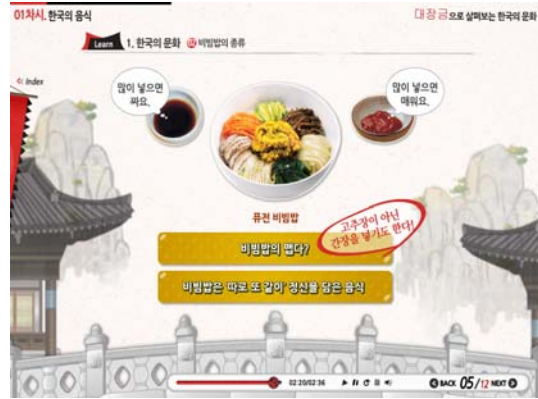 01차시. 한국의 음식
대장금으로 살펴보는 한국의 문화
Learn 1. 한국의 문화 02 비빔밥의 종류
Index
많이 넣으면
짜요.
많이 넣으면
매워요.
퓨전 비빔밥
고추장이 아닌
간장을 넣기도 한다!
비빔밥의 맵다?
비빔밥은 '따로 또 같이' 정신을 담은 음식
02:20/02:36
BACK 05/12 NEXT